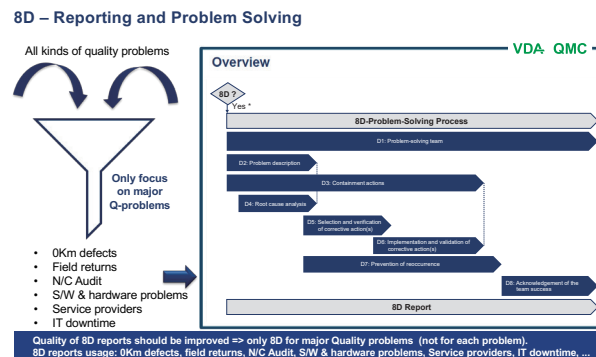 8D – Reporting and Problem Solving
All kinds of quality problems
Only focus
on major
Q-problems
• 0Km defects
• Field returns
• N/C Audit
• S/W & hardware problems
• Service providers
• IT downtime
VDA QMC
Overview
8D ?
Yes *
8D-Problem-Solving Process
D1: Problem-solving team
D2: Problem description
D3: Containment actions
D4: Root cause analysis
D5: Selection and verification
of corrective action(s)
D6: Implementation and validation of
corrective action(s)
D7: Prevention of reoccurrence
D8: Acknowledgement of the
team success
8D Report
Quality of 8D reports should be improved => only 8D for major Quality problems (not for each problem).
8D reports usage: 0Km defects, field returns, N/C Audit, S/W & hardware problems, Service providers, IT downtime, ...